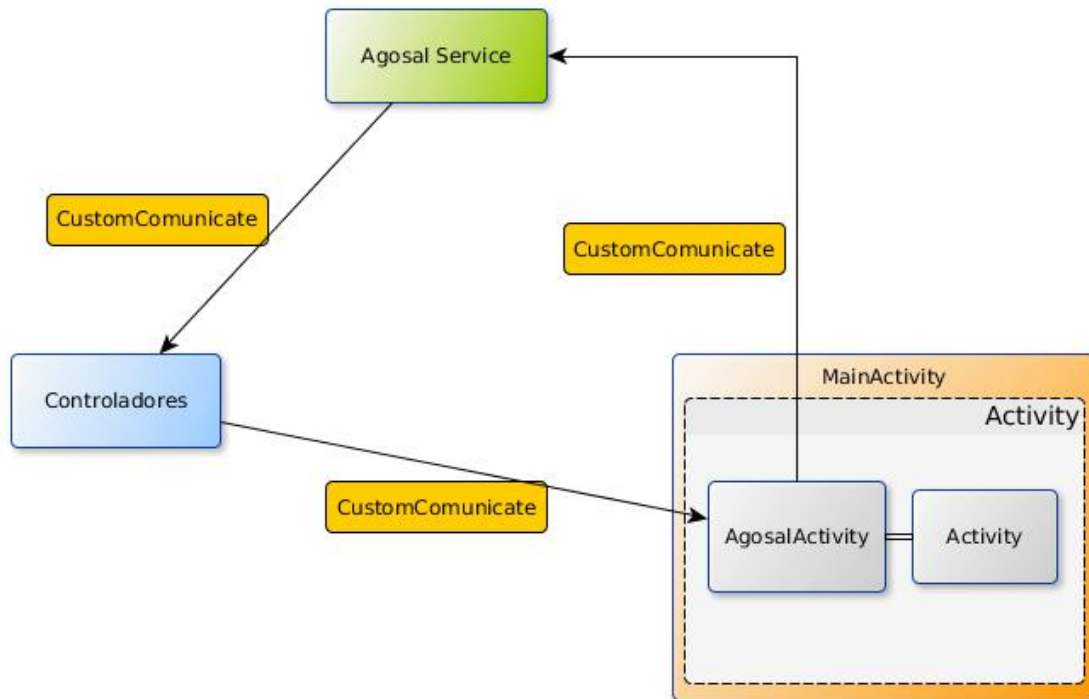 Agosal Service
CustomComunicate
CustomComunicate
Controladores
MainActivity
Activity
CustomComunicate
AgosalActivity
Activity